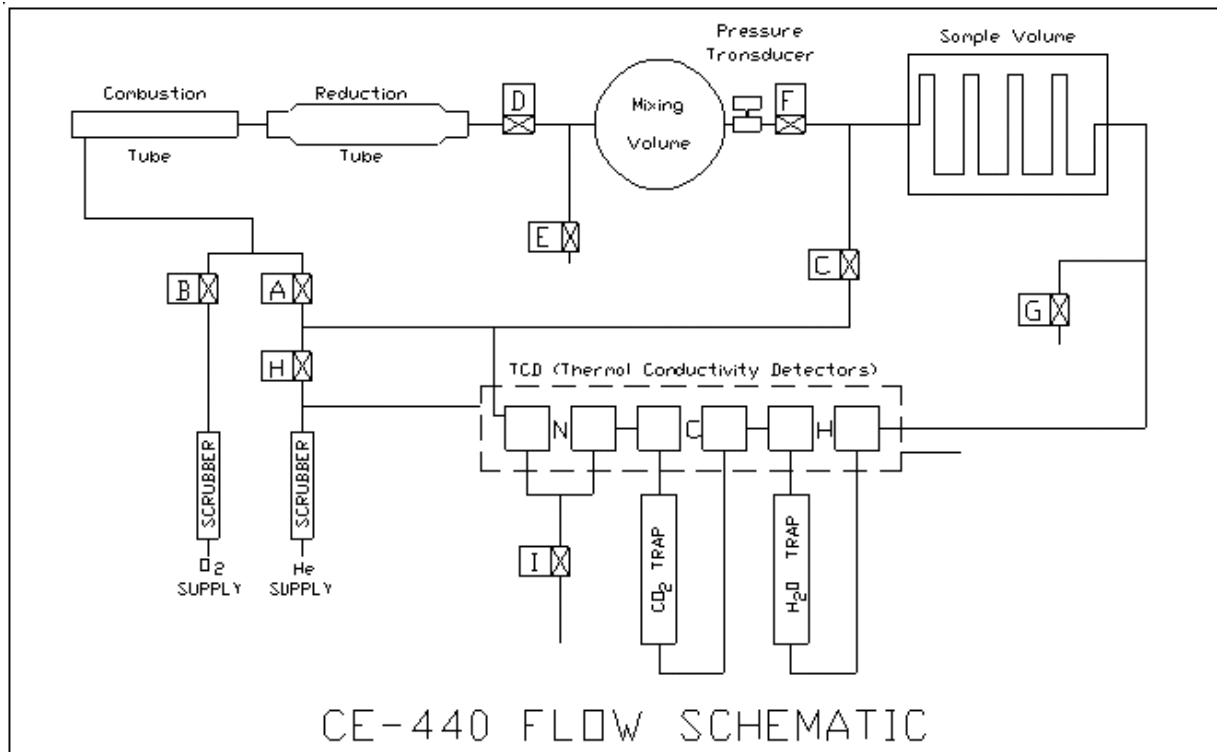 Pressure
Transducer
Sample Volume
Combustion
Tube
Reduction
Tube
D
Mixing
Volume
F
E
C
B
A
G
H
TCD (Thermal Conductivity Detectors)
N
C
H
SCRUBBER
SCRUBBER
I
CO2 TRAP
H2O TRAP
O2
SUPPLY
He
SUPPLY
CE-440 FLOW SCHEMATIC